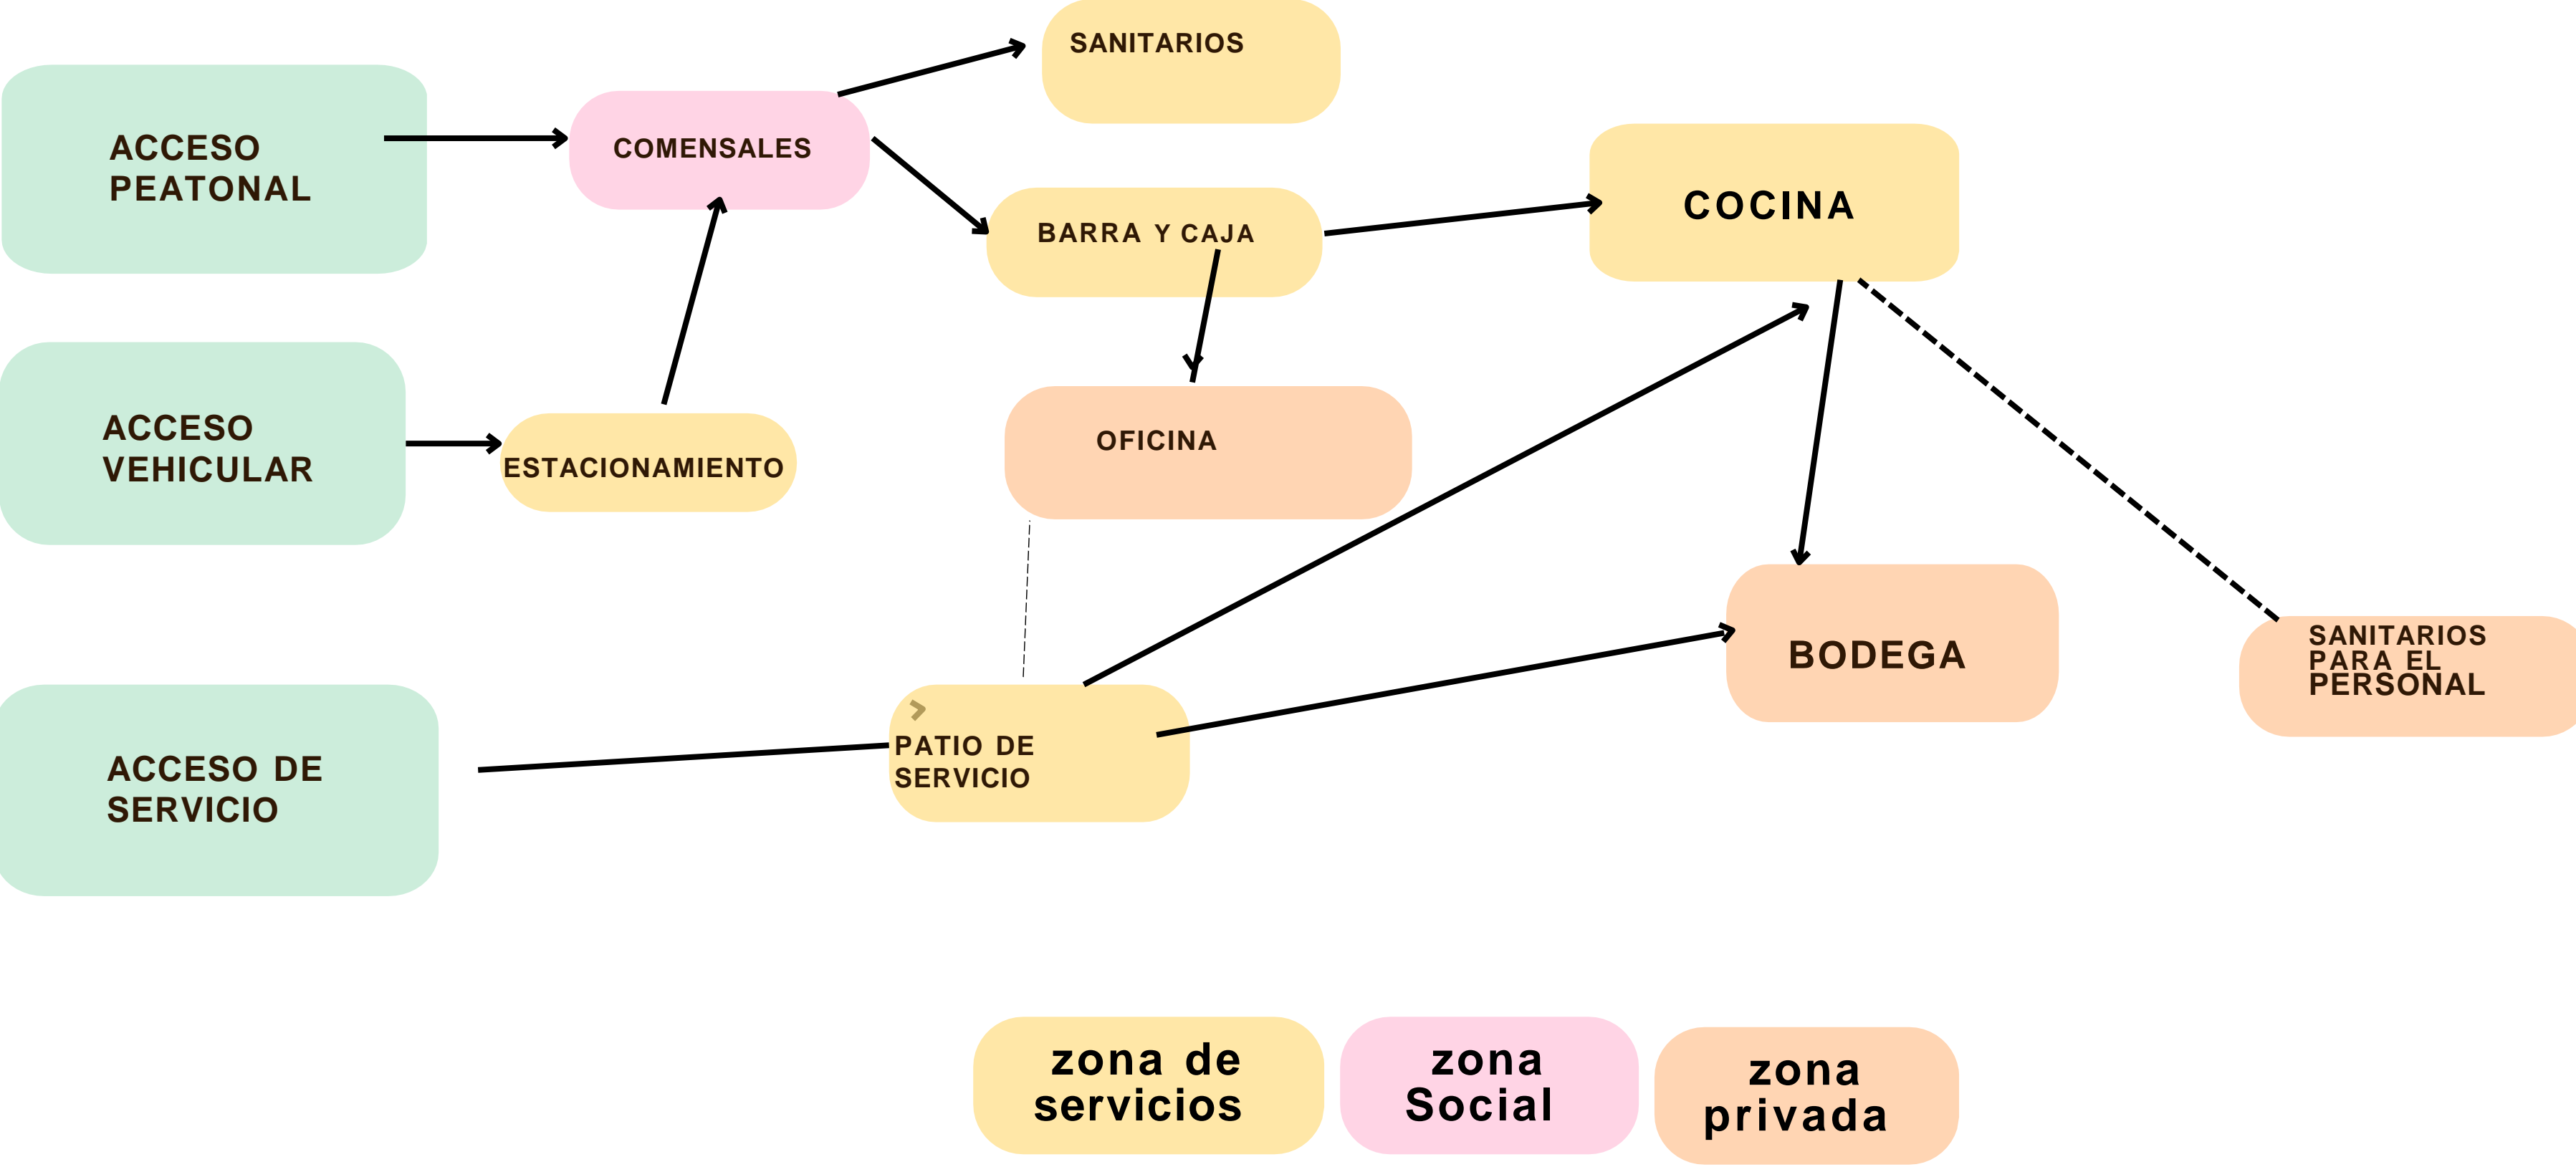 SANITARIOS
ACCESO
PEATONAL
COMENSALES
COCINA
BARRA Y CAJA
ACCESO
VEHICULAR
ESTACIONAMIENTO
OFICINA
BODEGA
SANITARIOS
PARA EL
PERSONAL
ACCESO DE
SERVICIO
PATIO DE
SERVICIO
zona de
servicios
zona
Social
zona
privada